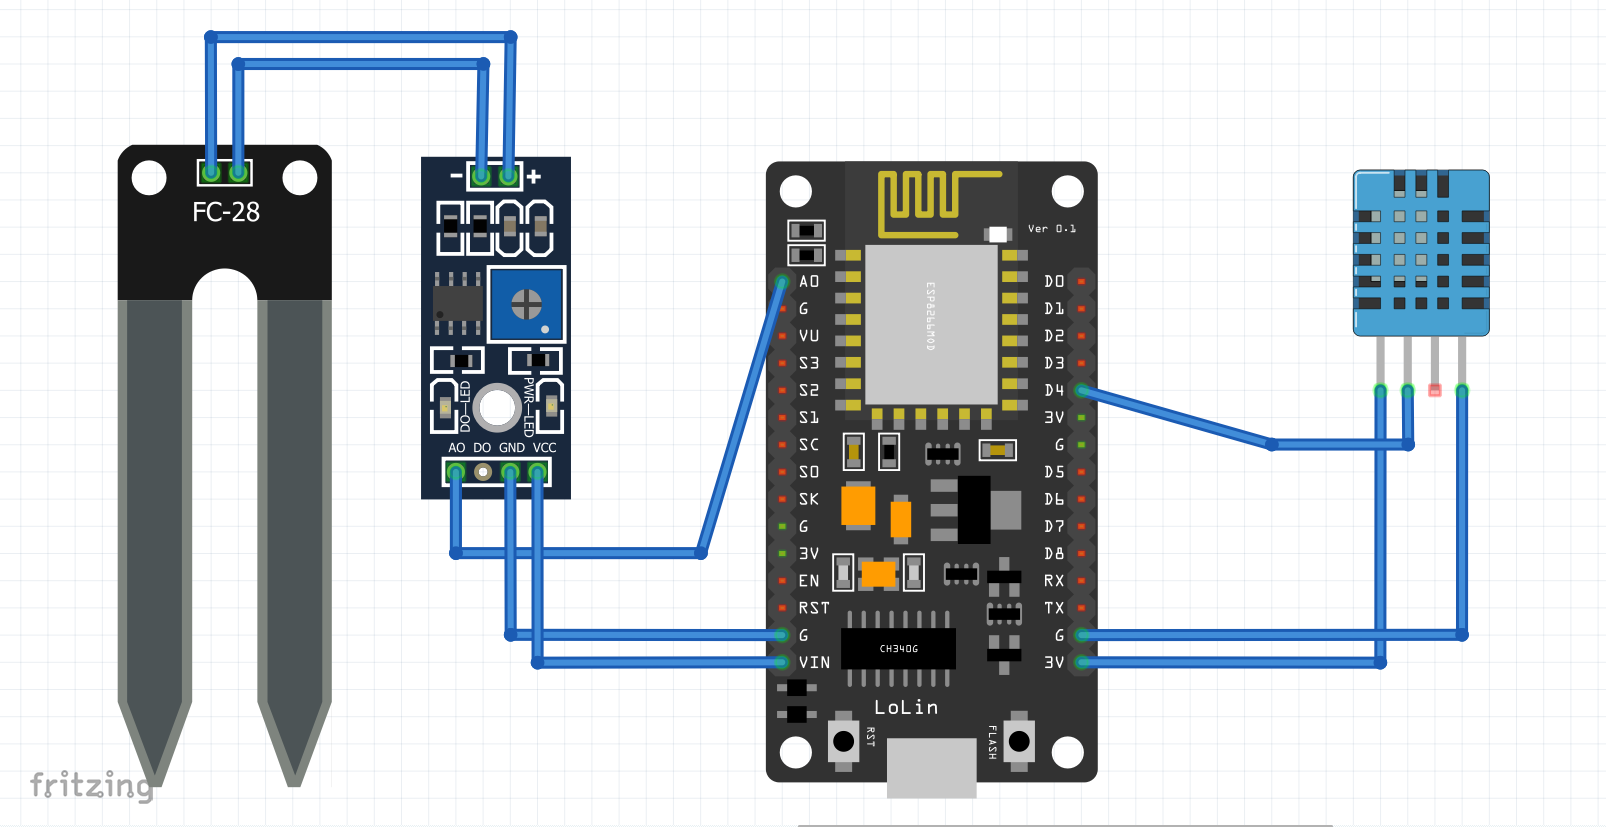 FC-28
fritzing
- +
DO-LED
PWR-LED
AO DO GND VCC
Ver 0.1
ESP8266MOD
A0
G
VU
S3
S2
S1
SC
SO
SK
G
3V
EN
RST
G
VIN
D0
D1
D2
D3
D4
3V
G
D5
D6
D7
D8
RX
TX
G
3V
CH340G
LoLin
RST
FLASH